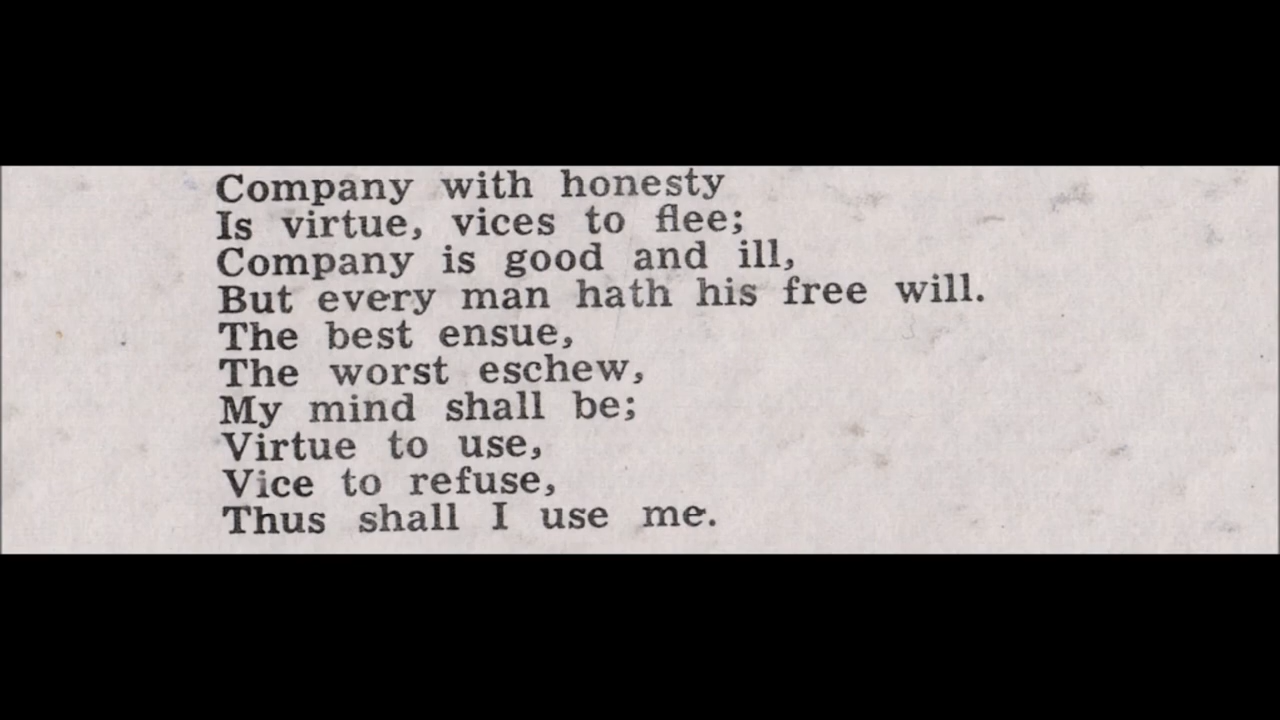 Company with honesty
Is virtue, vices to flee;
Company is good and ill,
But every man hath his free will.
The best ensue,
The worst eschew,
My mind shall be;
Virtue to use,
Vice to refuse,
Thus shall I use me.